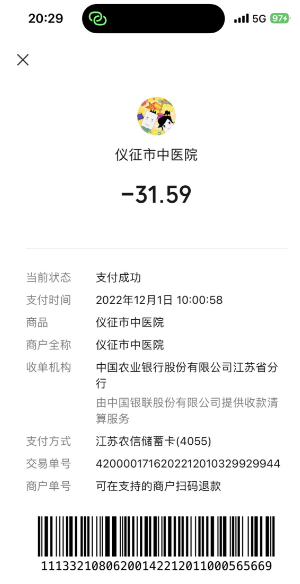 20:29
5G
97
仪征市中医院
-31.59
当前状态 支付成功
支付时间 2022年12月1日 10:00:58
商品 仪征市中医院
商户全称 仪征市中医院
收单机构 中国农业银行股份有限公司江苏省分
行
由中国银联股份有限公司提供收款清
算服务
支付方式 江苏农信储蓄卡(4055)
交易单号 4200001716202212010329929944
商户单号 可在支持的商户扫码退款
11133210806200142212011000565669